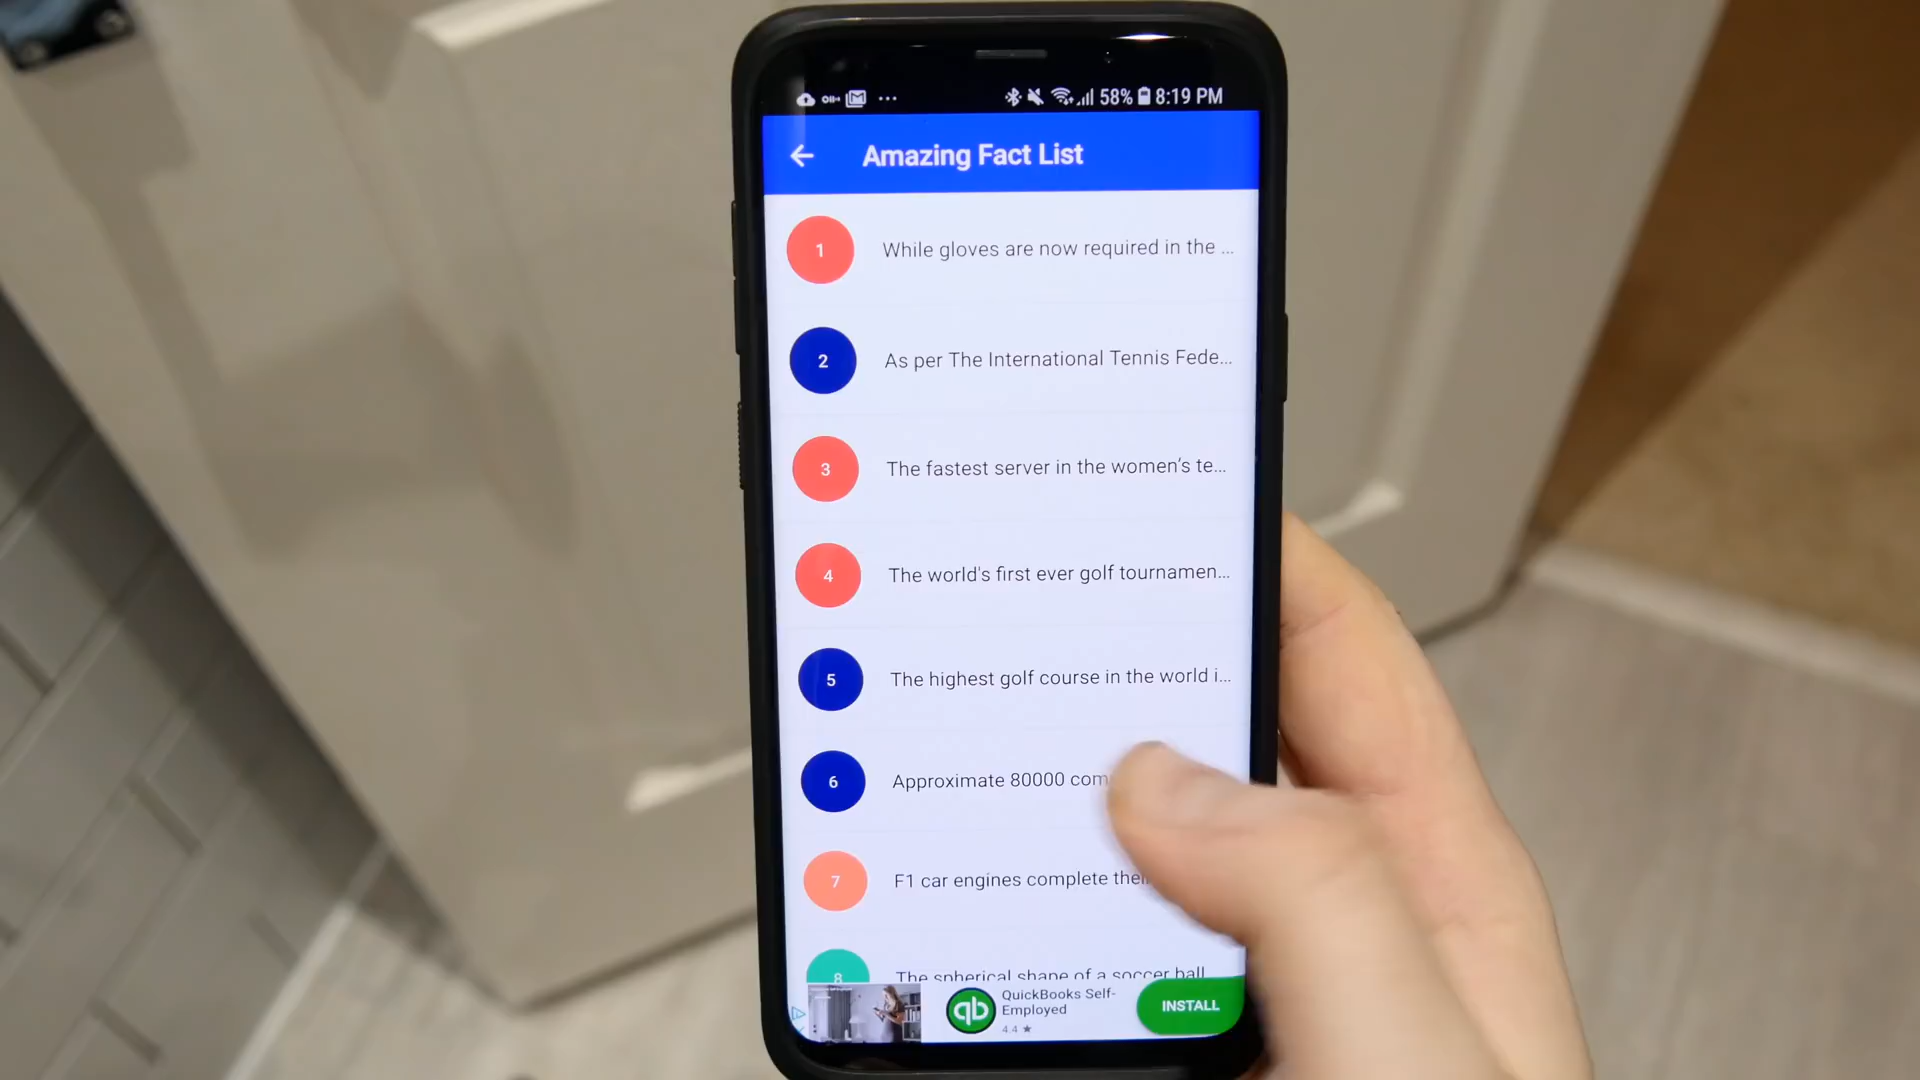 58% 8:19 PM
Amazing Fact List
1 While gloves are now required in the ...
2 As per The International Tennis Fede...
3 The fastest server in the women's te...
4 The world's first ever golf tournamen...
5 The highest golf course in the world i...
6 Approximate 80000 com
7 F1 car engines complete thei
8 The spherical shape of a soccer ball
qb
QuickBooks Self-
Employed
4.4 ★
INSTALL